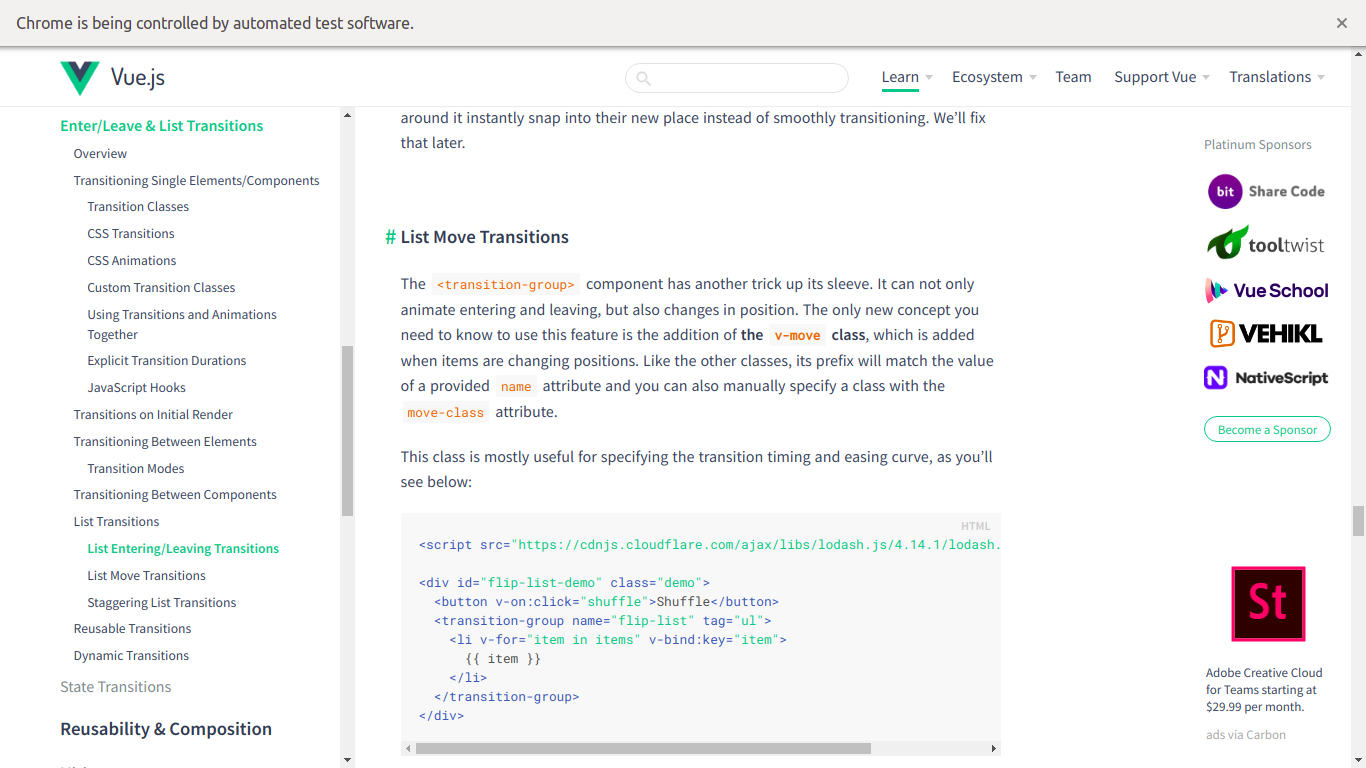 Chrome is being controlled by automated test software.
Vue.js
Learn
Ecosystem
Team
Support Vue
Translations
Enter/Leave & List Transitions
Overview
Transitioning Single Elements/Components
Transition Classes
CSS Transitions
CSS Animations
Custom Transition Classes
Using Transitions and Animations
Together
Explicit Transition Durations
JavaScript Hooks
Transitions on Initial Render
Transitioning Between Elements
Transition Modes
Transitioning Between Components
List Transitions
List Entering/Leaving Transitions
List Move Transitions
Staggering List Transitions
Reusable Transitions
Dynamic Transitions
State Transitions
Reusability & Composition
around it instantly snap into their new place instead of smoothly transitioning. We’ll fix
that later.
# List Move Transitions
The <transition-group> component has another trick up its sleeve. It can not only
animate entering and leaving, but also changes in position. The only new concept you
need to know to use this feature is the addition of the v-move class, which is added
when items are changing positions. Like the other classes, its prefix will match the value
of a provided name attribute and you can also manually specify a class with the
move-class attribute.
This class is mostly useful for specifying the transition timing and easing curve, as you’ll
see below:
HTML
<script src="https://cdnjs.cloudflare.com/ajax/libs/lodash.js/4.14.1/lodash.
<div id="flip-list-demo" class="demo">
<button v-on:click="shuffle">Shuffle</button>
<transition-group name="flip-list" tag="ul">
<li v-for="item in items" v-bind:key="item">
{{ item }}
</li>
</transition-group>
</div>
Platinum Sponsors
bit Share Code
tooltwist
Vue School
VEHIKL
NativeScript
Become a Sponsor
St
Adobe Creative Cloud
for Teams starting at
$29.99 per month.
ads via Carbon